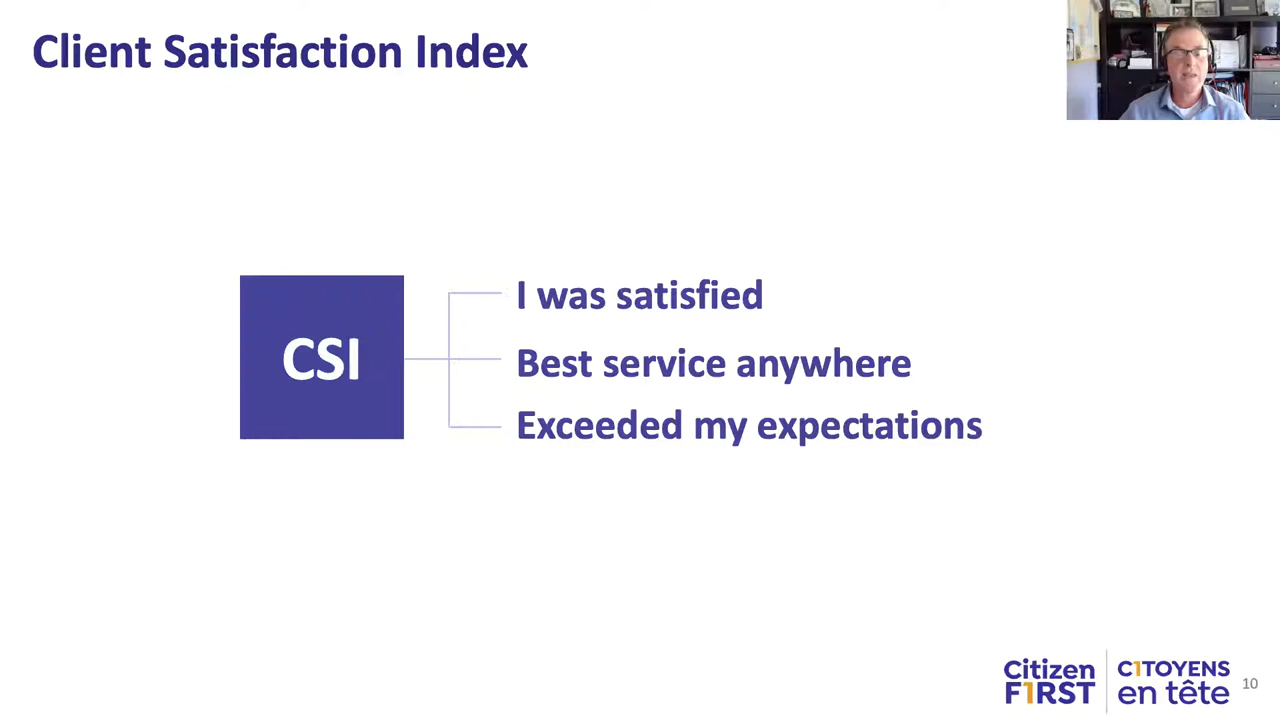 Client Satisfaction Index
CSI
I was satisfied
Best service anywhere
Exceeded my expectations
Citizen
F1RST
C1TOYENS
en tête
10